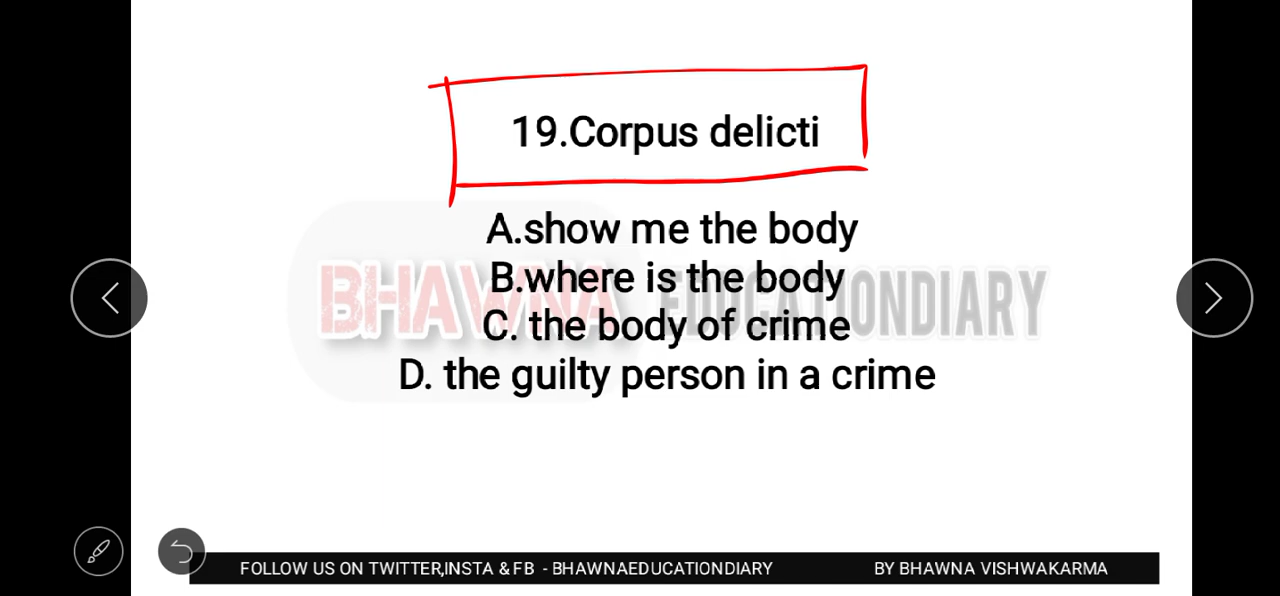 19.Corpus delicti
A.show me the body
B.where is the body
C. the body of crime
D. the guilty person in a crime
BHAWNA EDUCATIONDIARY
FOLLOW US ON TWITTER,INSTA & FB - BHAWNAEDUCATIONDIARY BY BHAWNA VISHWAKARMA